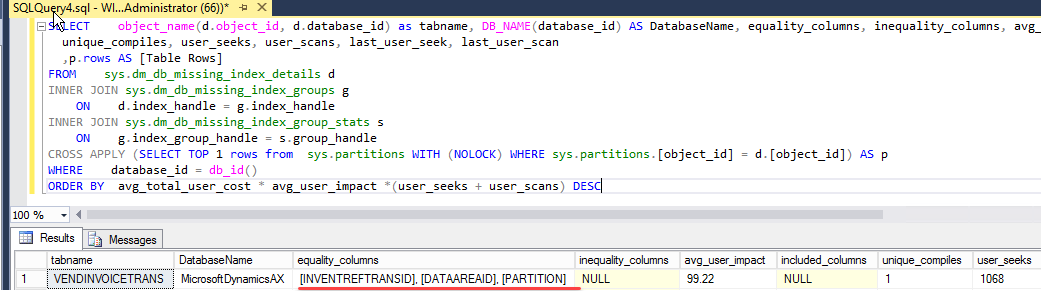 SQLQuery4.sql - WI...Administrator (66))*
SELECT object_name(d.object_id, d.database_id) as tabname, DB_NAME(database_id) AS DatabaseName, equality_columns, inequality_columns, avg_
unique_compiles, user_seeks, user_scans, last_user_seek, last_user_scan
,p.rows AS [Table Rows]
FROM sys.dm_db_missing_index_details d
INNER JOIN sys.dm_db_missing_index_groups g
ON d.index_handle = g.index_handle
INNER JOIN sys.dm_db_missing_index_group_stats s
ON g.index_group_handle = s.group_handle
CROSS APPLY (SELECT TOP 1 rows from sys.partitions WITH (NOLOCK) WHERE sys.partitions.[object_id] = d.[object_id]) AS p
WHERE database_id = db_id()
ORDER BY avg_total_user_cost * avg_user_impact *(user_seeks + user_scans) DESC
100 %
Results Messages
tabname DatabaseName equality_columns inequality_columns avg_user_impact included_columns unique_compiles user_seeks
1 VENDINVOICETRANS MicrosoftDynamicsAX [INVENTREFTRANSID], [DATAAREAID], [PARTITION] NULL 99.22 NULL 1 1068